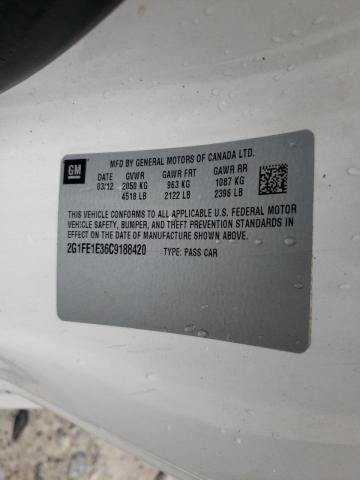 GM
MFD BY GENERAL MOTORS OF CANADA LTD.
DATE GVWR GAWR FRT GAWR RR
03/12 2050 KG 963 KG 1087 KG
4518 LB 2122 LB 2396 LB
THIS VEHICLE CONFORMS TO ALL APPLICABLE U.S. FEDERAL MOTOR
VEHICLE SAFETY, BUMPER, AND THEFT PREVENTION STANDARDS
IN EFFECT ON THE DATE OF MANUFACTURE SHOWN ABOVE.
2G1FE1E36C9188420 TYPE: PASS CAR